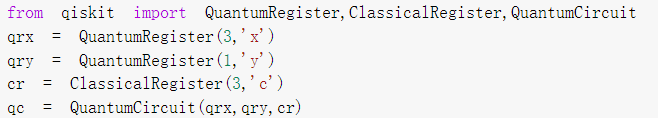 from qiskit import QuantumRegister,ClassicalRegister,QuantumCircuit
qrx = QuantumRegister(3,'x')
qry = QuantumRegister(1,'y')
cr = ClassicalRegister(3,'c')
qc = QuantumCircuit(qrx,qry,cr)